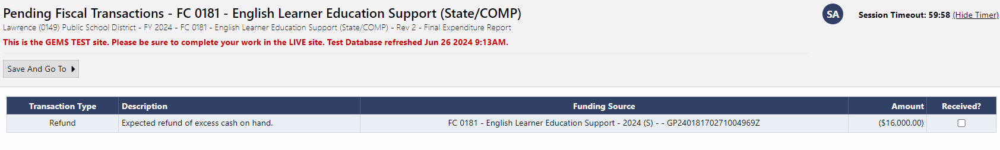 Pending Fiscal Transactions - FC 0181 - English Learner Education Support (State/COMP)
SA
Session Timeout: 59:58 (Hide Timer)
Lawrence (0149) Public School District - FY 2024 - FC 0181 - English Learner Education Support (State/COMP) - Rev 2 - Final Expenditure Report
This is the GEM$ TEST site. Please be sure to complete your work in the LIVE site. Test Database refreshed Jun 26 2024 9:13AM.
Save And Go To
Transaction Type Description Funding Source Amount Received?
Refund Expected refund of excess cash on hand. FC 0181 - English Learner Education Support - 2024 (S) - - GP24018170271004969Z ($16,000.00)